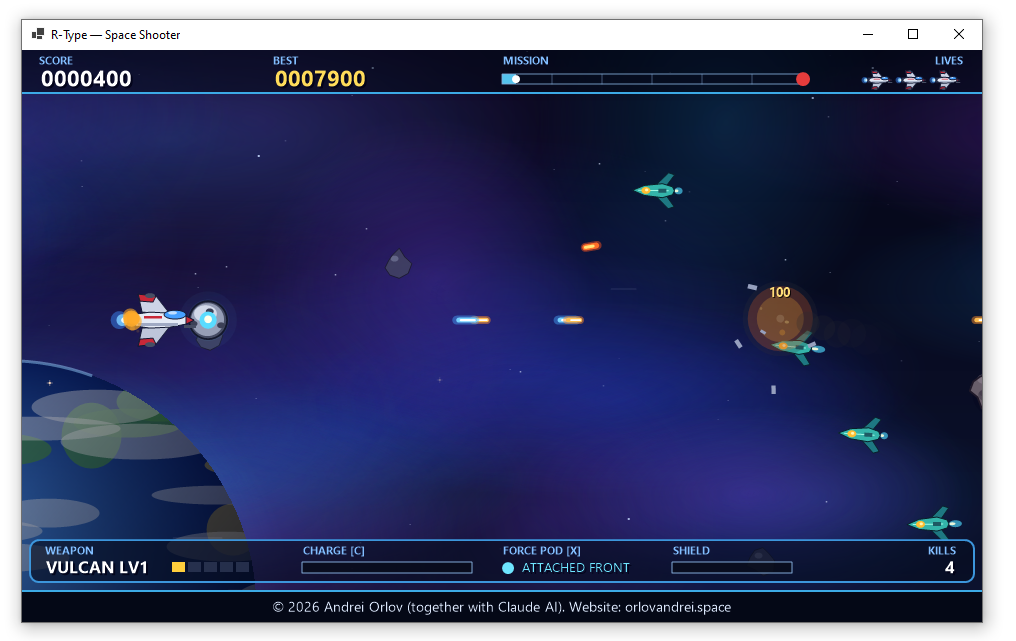 R-Type — Space Shooter
SCORE BEST MISSION LIVES
0000400 0007900
100
WEAPON CHARGE [C] FORCE POD [X] SHIELD KILLS
VULCAN LV1 ATTACHED FRONT 4
© 2026 Andrei Orlov (together with Claude AI). Website: orlovandrei.space